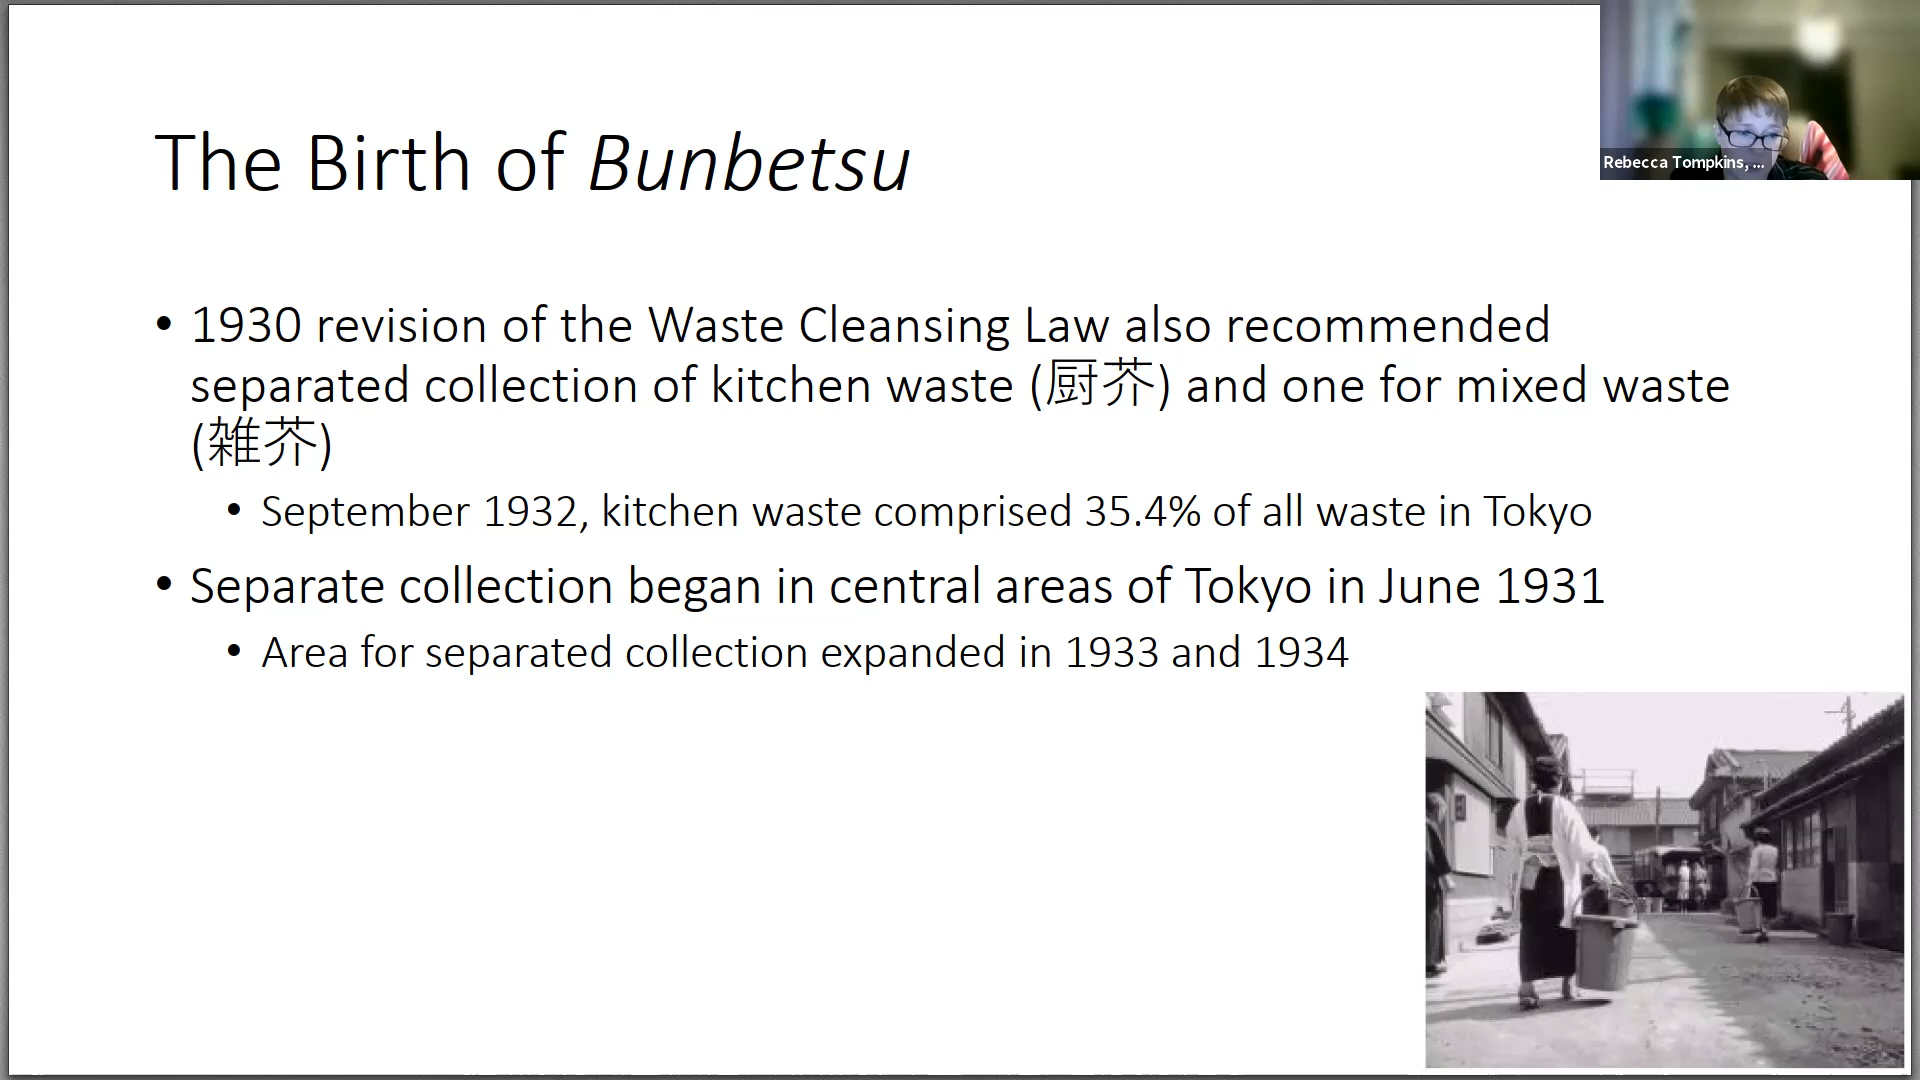 The Birth of Bunbetsu
• 1930 revision of the Waste Cleansing Law also recommended
separated collection of kitchen waste (厨芥) and one for mixed waste
(雑芥)
• September 1932, kitchen waste comprised 35.4% of all waste in Tokyo
• Separate collection began in central areas of Tokyo in June 1931
• Area for separated collection expanded in 1933 and 1934
Rebecca Tompkins, ...